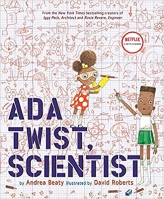 From the New York Times bestselling creators of
Iggy Peck, Architect and Rosie Revere, Engineer
NETFLIX
ADA
TWIST,
SCIENTIST
by Andrea Beaty illustrated by David Roberts